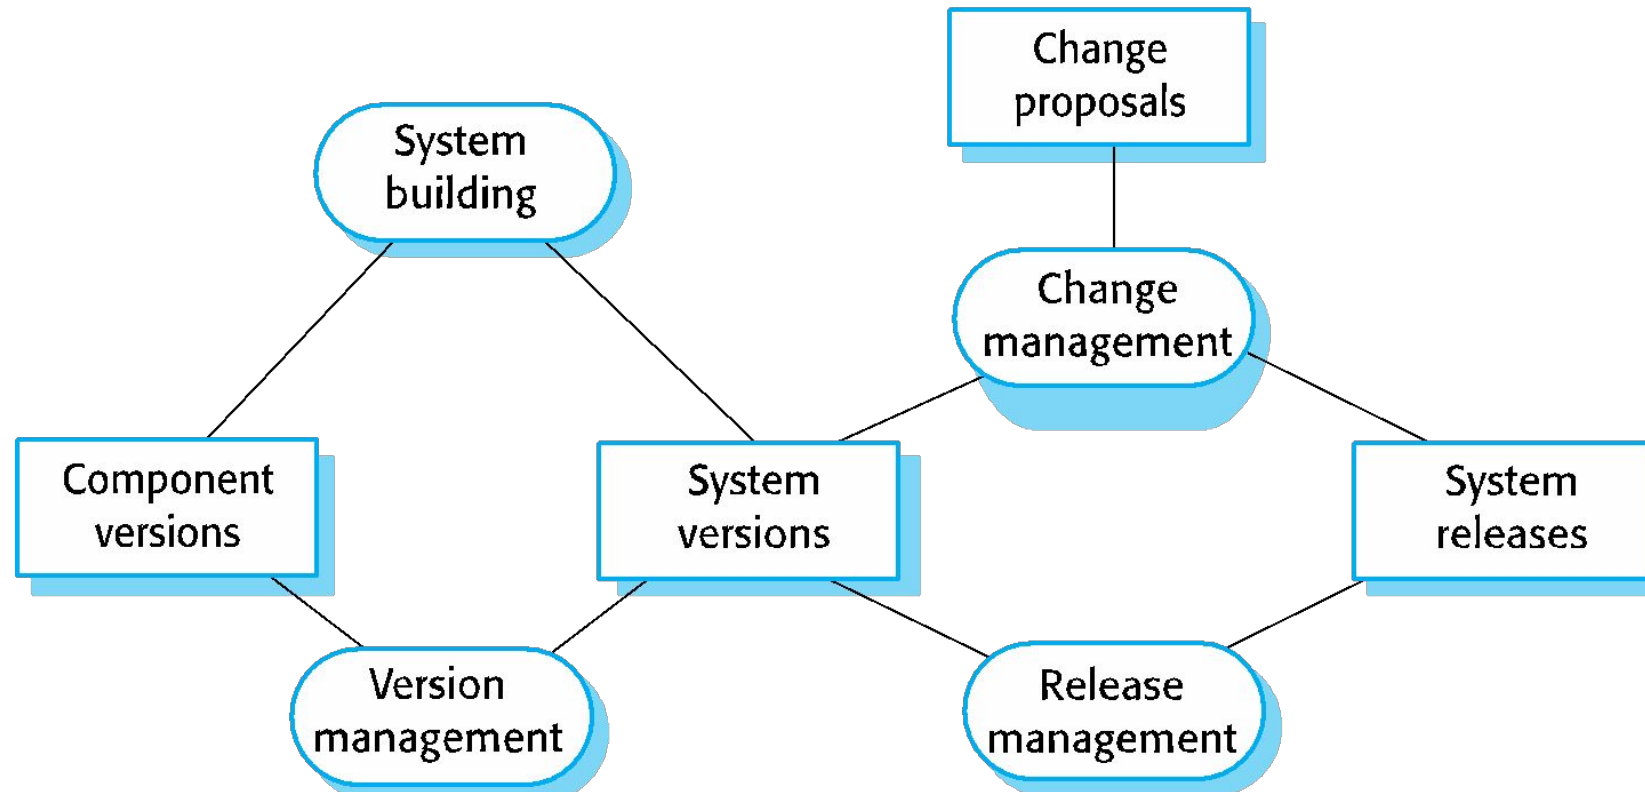 Change
proposals
System
building
Change
management
Component
versions
System
versions
System
releases
Version
management
Release
management